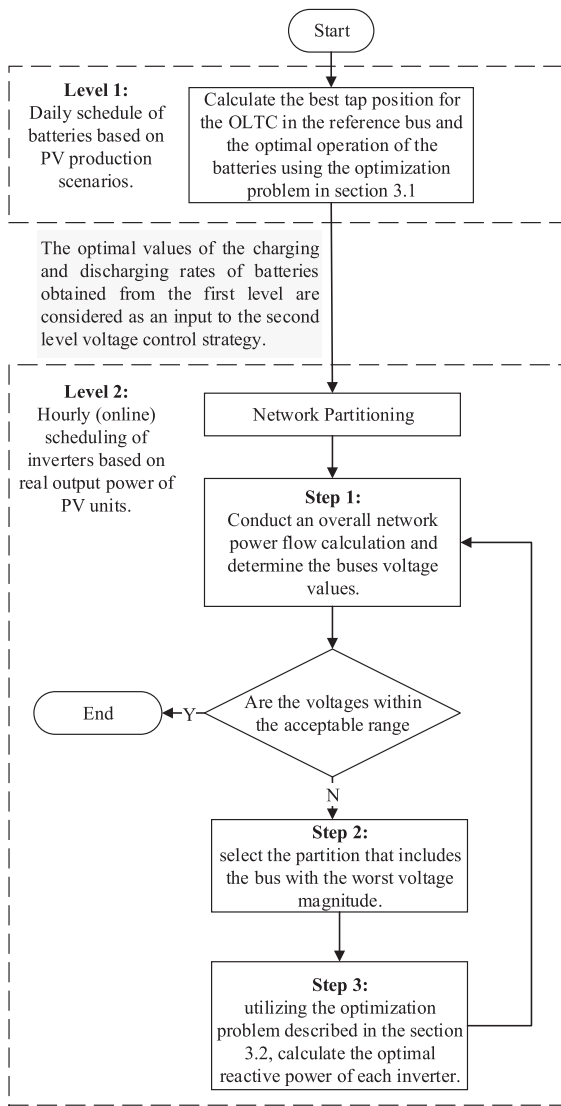 Start
Level 1:
Daily schedule of
batteries based on
PV production
scenarios.
Calculate the best tap position for
the OLTC in the reference bus and
the optimal operation of the
batteries using the optimization
problem in section 3.1
The optimal values of the charging
and discharging rates of batteries
obtained from the first level are
considered as an input to the second
level voltage control strategy.
Level 2:
Hourly (online)
scheduling of
inverters based on
real output power of
PV units.
Network Partitioning
Step 1:
Conduct an overall network
power flow calculation and
determine the buses voltage
values.
Are the voltages within
the acceptable range
Y
End
N
Step 2:
select the partition that includes
the bus with the worst voltage
magnitude.
Step 3:
utilizing the optimization
problem described in the section
3.2, calculate the optimal
reactive power of each inverter.